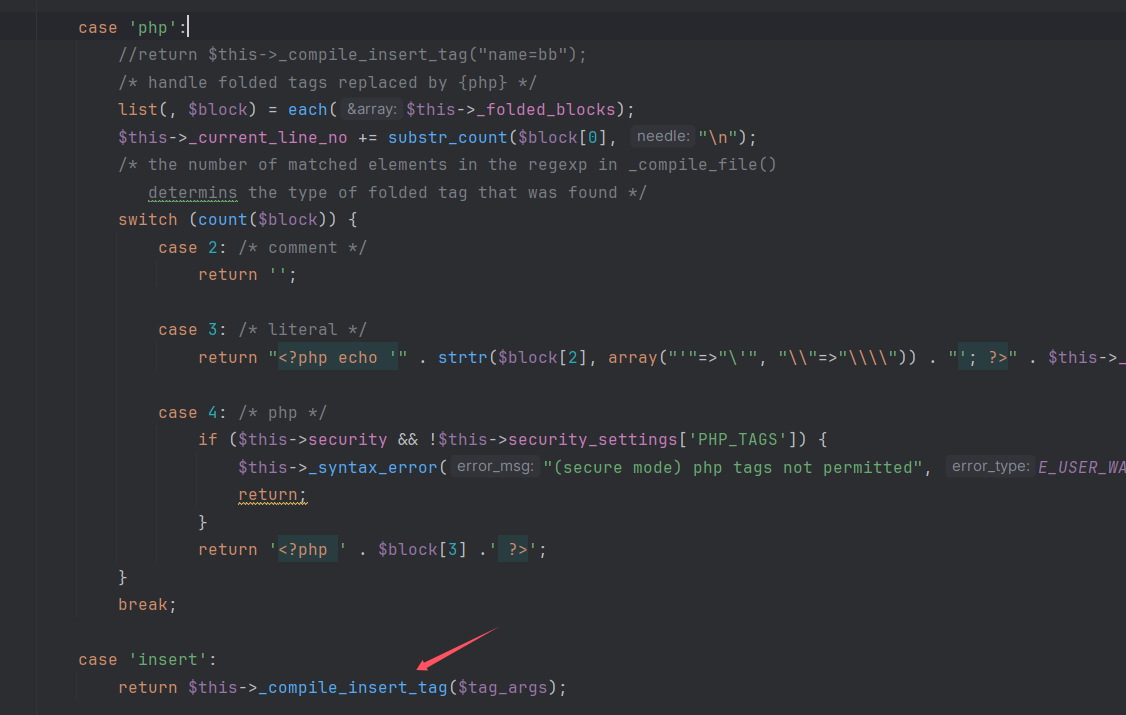 case 'php':
//return $this->_compile_insert_tag("name=bb");
/* handle folded tags replaced by {php} */
list(, $block) = each( &array: $this->_folded_blocks);
$this->_current_line_no += substr_count($block[0], needle: "\n");
/* the number of matched elements in the regexp in _compile_file()
determins the type of folded tag that was found */
switch (count($block)) {
case 2: /* comment */
return '';
case 3: /* literal */
return "<?php echo '" . strtr($block[2], array("'"=>"\'", "\\"=>"\\\\")) . "'; ?>" . $this->_
case 4: /* php */
if ($this->security && !$this->security_settings['PHP_TAGS']) {
$this->_syntax_error( error_msg: "(secure mode) php tags not permitted", error_type: E_USER_WA
return;
}
return '<?php ' . $block[3] .' ?>';
}
break;
case 'insert':
return $this->_compile_insert_tag($tag_args);